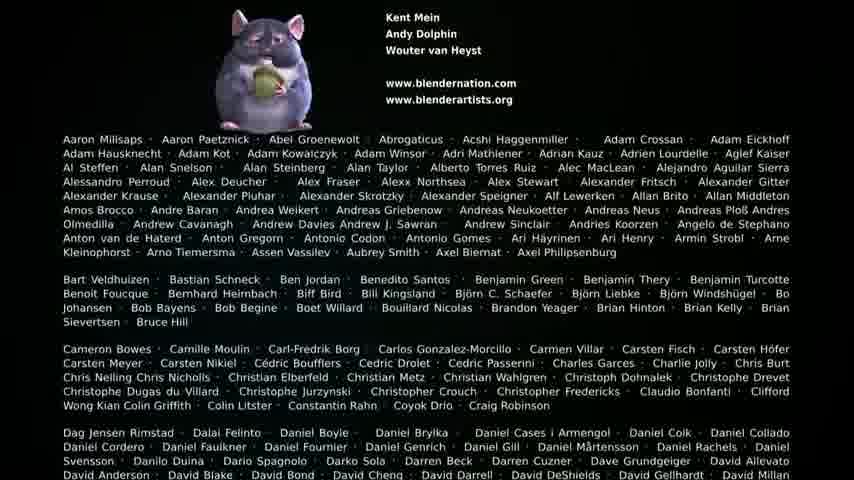 Kent Mein
Andy Dolphin
Wouter van Heyst
www.blendernation.com
www.blenderartists.org
Aaron Milisaps · Aaron Paetznick · Abel Groenewolt · Abrogaticus · Acshi Haggenmiller · Adam Crossan · Adam Eickhoff
Adam Hausknecht · Adam Kot · Adam Kowalczyk · Adam Winsor · Adri Mathlener · Adrian Kauz · Adrien Lourdelle · Aglef Kaiser
Al Steffen · Alan Snelson · Alan Steinberg · Alan Taylor · Alberto Torres Ruiz · Alec MacLean · Alejandro Aguilar Sierra
Alessandro Perroud · Alex Deucher · Alex Fraser · Alexx Northsea · Alex Stewart · Alexander Fritsch · Alexander Gitter
Alexander Krause · Alexander Pluhar · Alexander Skrotzky · Alexander Speigner · Alf Lewerken · Allan Brito · Allan Middleton
Amos Brocco · Andre Baran · Andrea Weikert · Andreas Griebenow · Andreas Neukoetter · Andreas Neus · Andreas Ploß Andres
Olmedilla · Andrew Cavanagh · Andrew Davies Andrew J. Sawran · Andrew Sinclair · Andries Koorzen · Angelo de Stephano
Anton van de Haterd · Anton Gregorn · Antonio Codon · Antonio Gomes · Ari Häyrinen · Ari Henry · Armin Strobl · Arne
Kleinophorst · Arno Tiemersma · Assen Vassilev · Aubrey Smith · Axel Biemat · Axel Philipsenburg
Bart Veldhuizen · Bastian Schneck · Ben Jordan · Benedito Santos · Benjamin Green · Benjamin Thery · Benjamin Turcotte
Benoit Foucque · Bernhard Heimbach · Biff Bird · Bill Kingsland · Björn C. Schaefer · Björn Liebke · Björn Windshügel · Bo
Johansen · Bob Bayens · Bob Begine · Boet Willard · Bouillard Nicolas · Brandon Yeager · Brian Hinton · Brian Kelly · Brian
Sievertsen · Bruce Hill
Cameron Bowes · Camille Moulin · Carl-Fredrik Borg · Carlos Gonzalez-Morcillo · Carmen Villar · Carsten Fisch · Carsten Höfer
Carsten Meyer · Carsten Nikiel · Cédric Boufflers · Cedric Drolet · Cedric Passerini · Charles Garces · Charlie Jolly · Chris Burt
Chris Nelling Chris Nicholls · Christian Elberfeld · Christian Metz · Christian Wahlgren · Christoph Dohnalek · Christophe Drevet
Christophe Dugas du Villard · Christophe Jurzynski · Christopher Crouch · Christopher Fredericks · Claudio Bonfanti · Clifford
Wong Kian Colin Griffith · Colin Litster · Constantin Rahn · Coyok Drio · Craig Robinson
Dag Jensen Rimstad · Dalai Felinto · Daniel Boyle · Daniel Brylka · Daniel Cases i Armengol · Daniel Colk · Daniel Collado
Daniel Cordero · Daniel Faulkner · Daniel Fournier · Daniel Genrich · Daniel Gill · Daniel Mårtensson · Daniel Rachels · Daniel
Svensson · Danilo Duina · Dario Spagnolo · Darko Sola · Darren Beck · Darren Cuzner · Dave Grundgeiger · David Allevato
David Anderson · David Blake · David Bond · David Cheng · David Darrell · David DeShields · David Gellhardt · David Millan